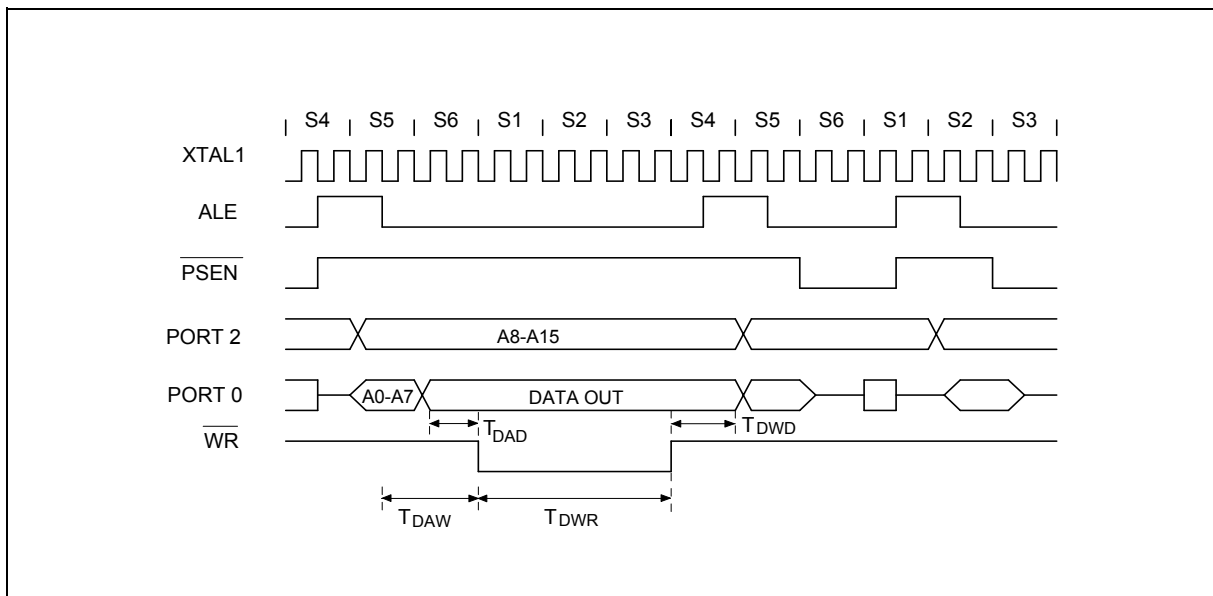 S4 S5 S6 S1 S2 S3 S4 S5 S6 S1 S2 S3
XTAL1
ALE
PSEN
PORT 2 A8-A15
PORT 0 A0-A7 DATA OUT
WR TDAD TDWD
TDAW TDWR